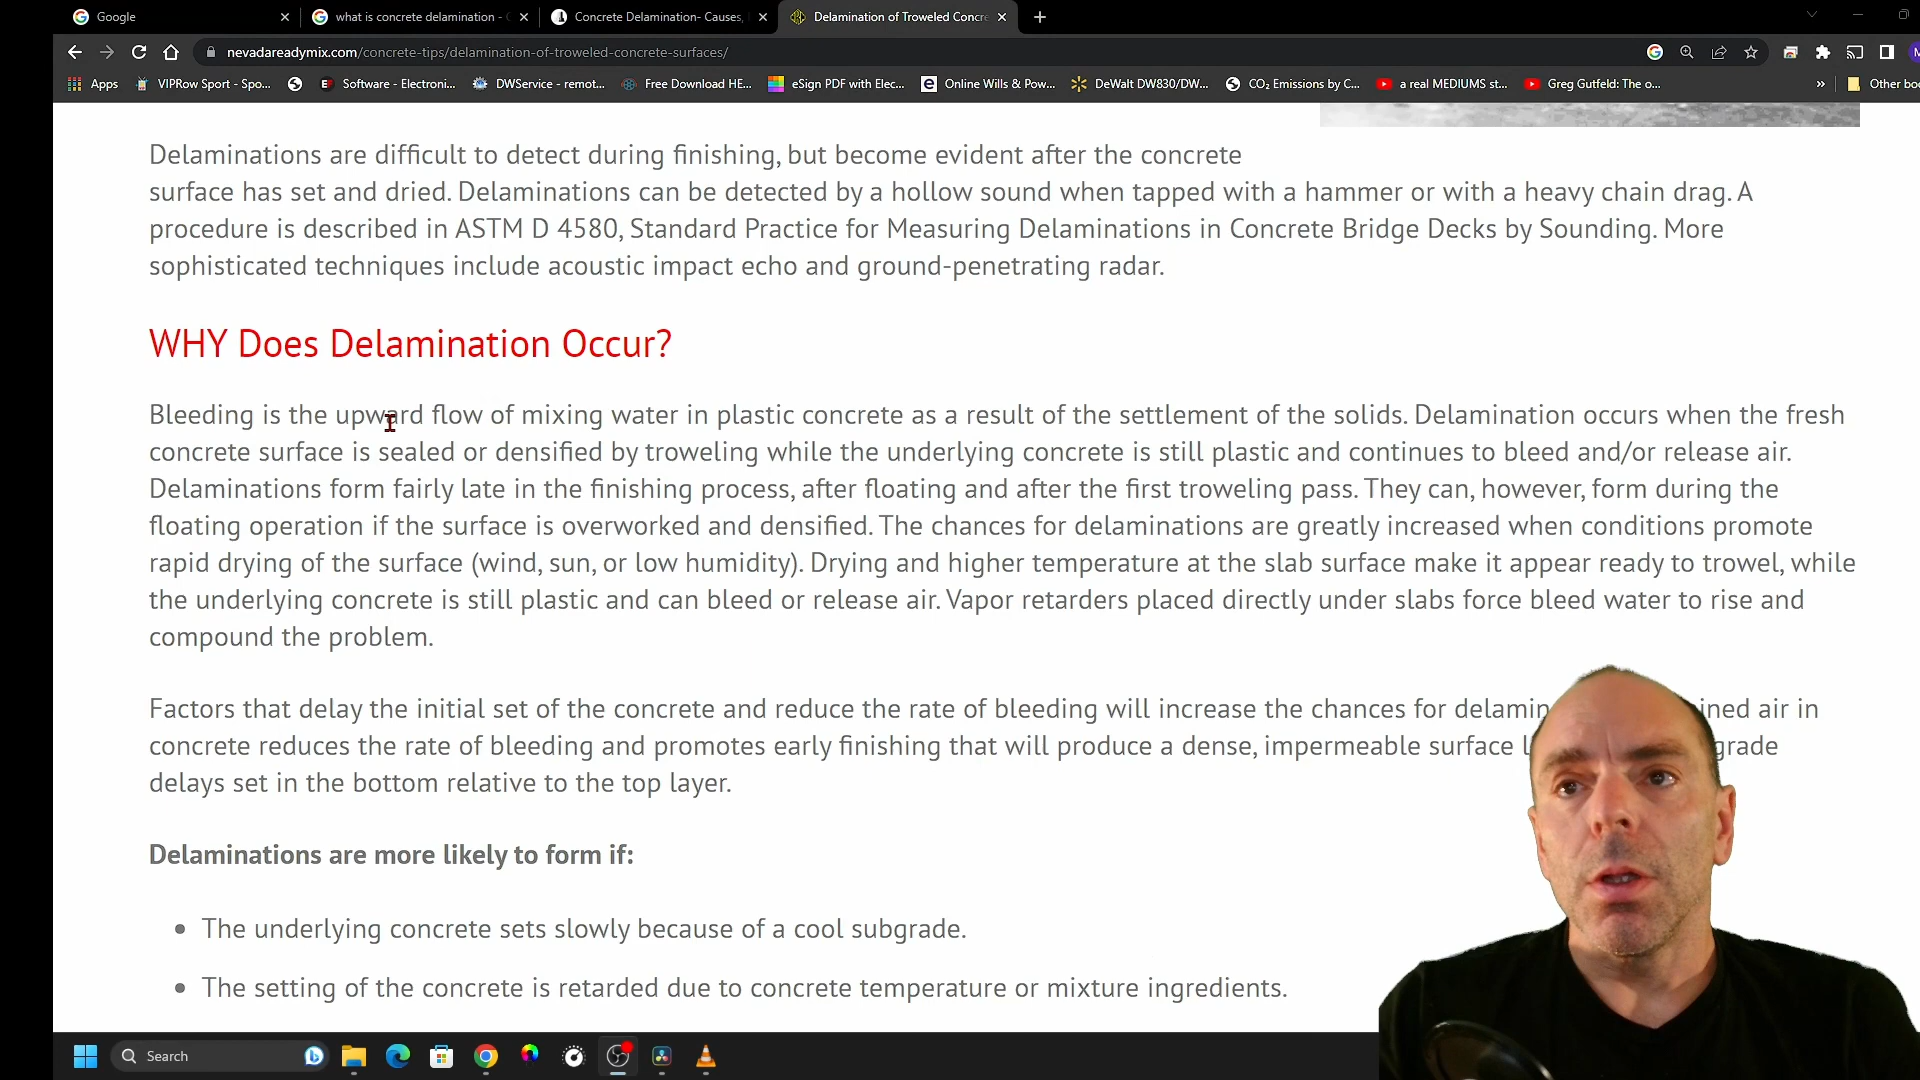 Google
what is concrete delamination -
Concrete Delamination- Causes,
Delamination of Troweled Concre
nevadareadymix.com/concrete-tips/delamination-of-troweled-concrete-surfaces/
Apps
VIPRow Sport - Spo...
Software - Electroni...
DWService - remot...
Free Download HE...
eSign PDF with Elec...
Online Wills & Pow...
DeWalt DW830/DW...
CO₂ Emissions by C...
a real MEDIUMS st...
Greg Gutfeld: The o...
»
Other boo
Delaminations are difficult to detect during finishing, but become evident after the concrete
surface has set and dried. Delaminations can be detected by a hollow sound when tapped with a hammer or with a heavy chain drag. A
procedure is described in ASTM D 4580, Standard Practice for Measuring Delaminations in Concrete Bridge Decks by Sounding. More
sophisticated techniques include acoustic impact echo and ground-penetrating radar.
WHY Does Delamination Occur?
Bleeding is the upward flow of mixing water in plastic concrete as a result of the settlement of the solids. Delamination occurs when the fresh
concrete surface is sealed or densified by troweling while the underlying concrete is still plastic and continues to bleed and/or release air.
Delaminations form fairly late in the finishing process, after floating and after the first troweling pass. They can, however, form during the
floating operation if the surface is overworked and densified. The chances for delaminations are greatly increased when conditions promote
rapid drying of the surface (wind, sun, or low humidity). Drying and higher temperature at the slab surface make it appear ready to trowel, while
the underlying concrete is still plastic and can bleed or release air. Vapor retarders placed directly under slabs force bleed water to rise and
compound the problem.
Factors that delay the initial set of the concrete and reduce the rate of bleeding will increase the chances for delamin ined air in
concrete reduces the rate of bleeding and promotes early finishing that will produce a dense, impermeable surface l grade
delays set in the bottom relative to the top layer.
Delaminations are more likely to form if:
• The underlying concrete sets slowly because of a cool subgrade.
• The setting of the concrete is retarded due to concrete temperature or mixture ingredients.
Search